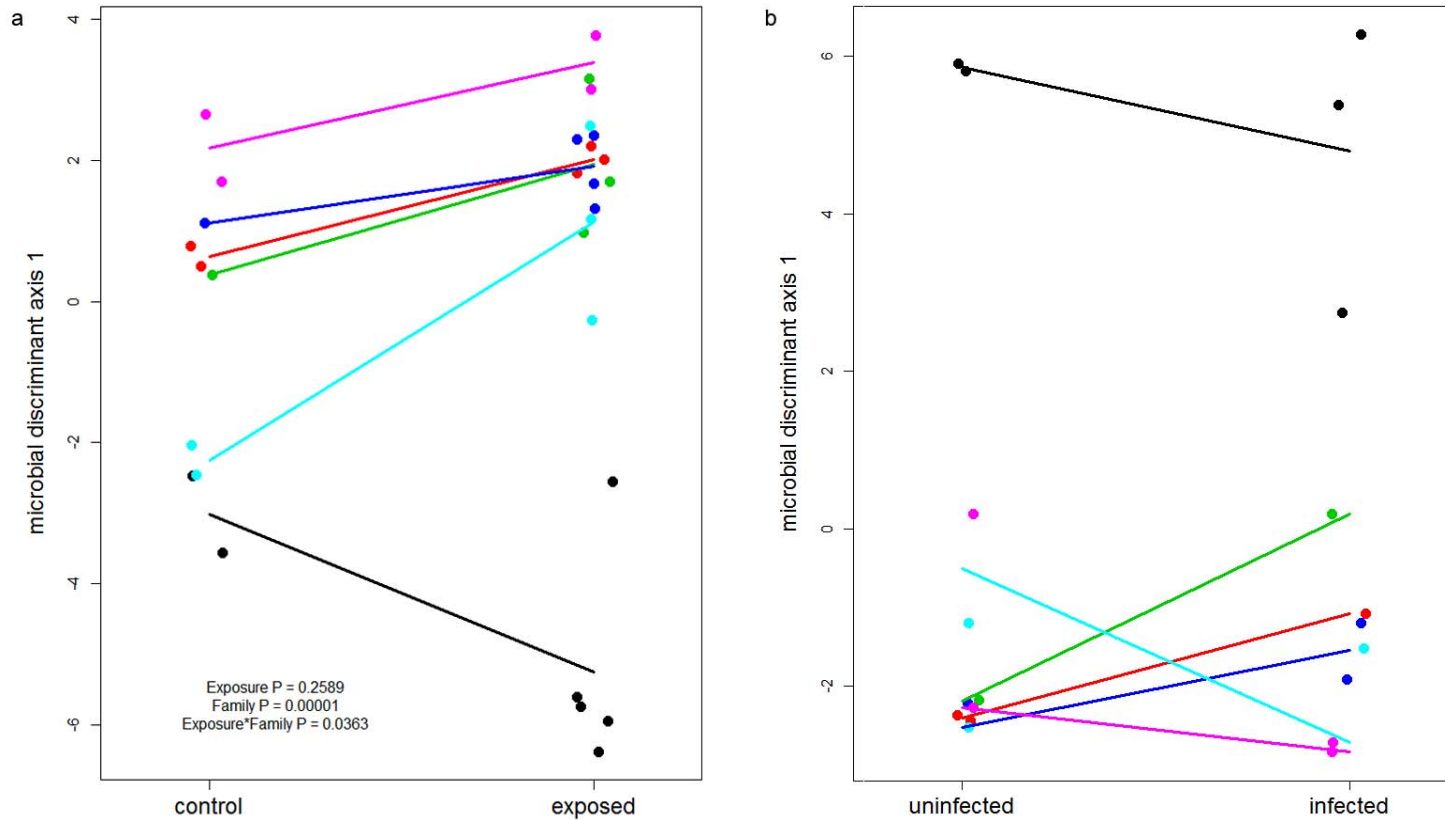 a
microbial discriminant axis 1
4
2
0
-2
-4
-6
Exposure P = 0.2589
Family P = 0.00001
Exposure*Family P = 0.0363
control
exposed
b
microbial discriminant axis 1
6
4
2
0
-2
uninfected
infected